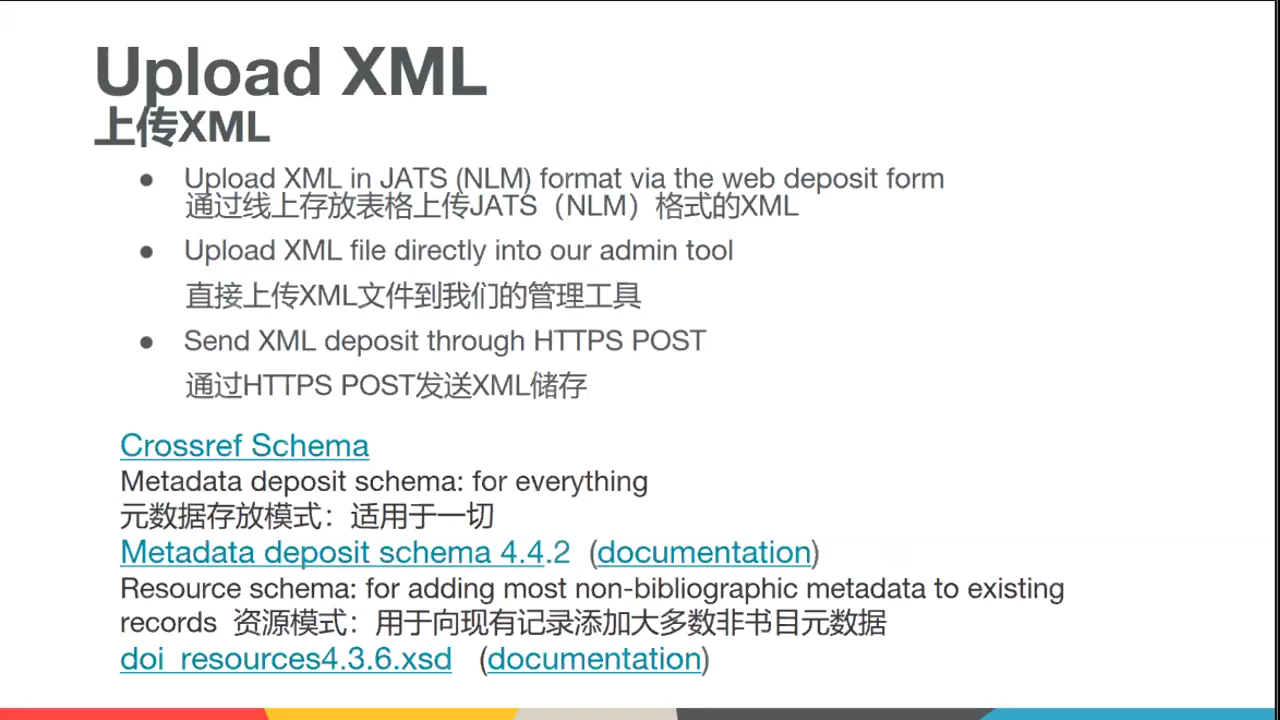 Upload XML
上传XML
● Upload XML in JATS (NLM) format via the web deposit form
通过线上存放表格上传JATS（NLM）格式的XML
● Upload XML file directly into our admin tool
直接上传XML文件到我们的管理工具
● Send XML deposit through HTTPS POST
通过HTTPS POST发送XML储存
Crossref Schema
Metadata deposit schema: for everything
元数据存放模式：适用于一切
Metadata deposit schema 4.4.2 (documentation)
Resource schema: for adding most non-bibliographic metadata to existing
records 资源模式：用于向现有记录添加大多数非书目元数据
doi_resources4.3.6.xsd (documentation)